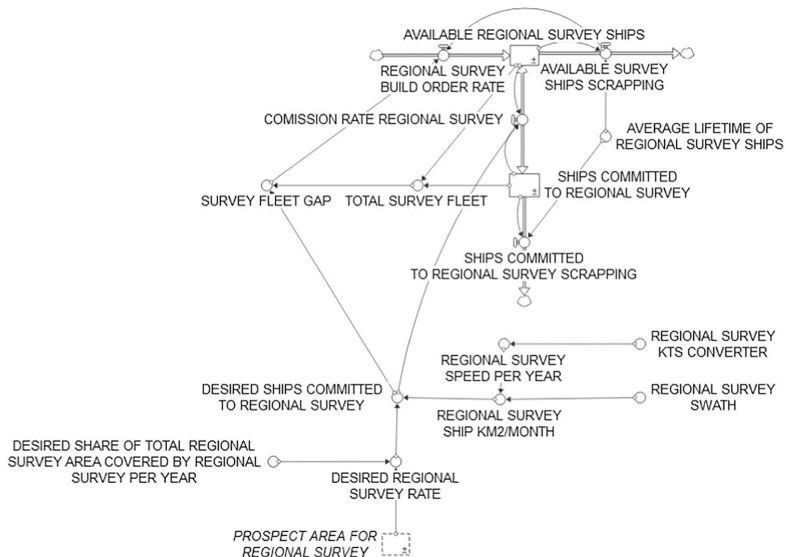 AVAILABLE REGIONAL SURVEY SHIPS
REGIONAL SURVEY
BUILD ORDER RATE
AVAILABLE SURVEY
SHIPS SCRAPPING
COMISSION RATE REGIONAL SURVEY
AVERAGE LIFETIME OF
REGIONAL SURVEY SHIPS
SHIPS COMMITTED
TO REGIONAL SURVEY
SURVEY FLEET GAP
TOTAL SURVEY FLEET
SHIPS COMMITTED
TO REGIONAL SURVEY SCRAPPING
REGIONAL SURVEY
KTS CONVERTER
REGIONAL SURVEY
SPEED PER YEAR
DESIRED SHIPS COMMITTED
TO REGIONAL SURVEY
REGIONAL SURVEY
SWATH
REGIONAL SURVEY
SHIP KM2/MONTH
DESIRED SHARE OF TOTAL REGIONAL
SURVEY AREA COVERED BY REGIONAL
SURVEY PER YEAR
DESIRED REGIONAL
SURVEY RATE
PROSPECT AREA FOR
REGIONAL SURVEY